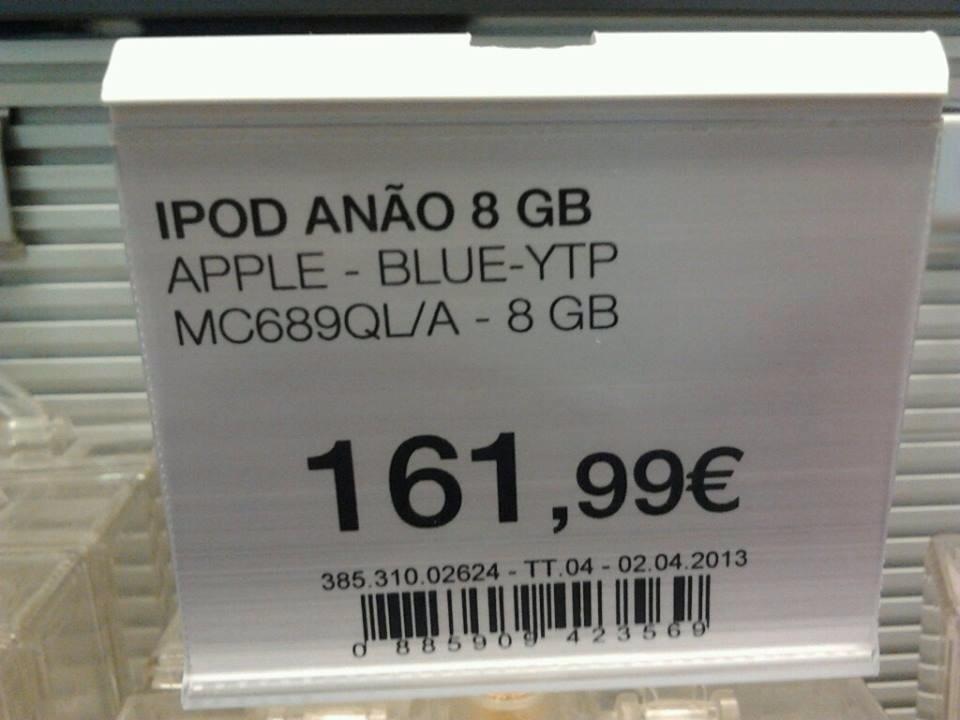 IPOD ANÃO 8 GB
APPLE - BLUE-YTP
MC689QL/A - 8 GB
161,99€
385.310.02624 - TT.04 - 02.04.2013
0 885909 423569